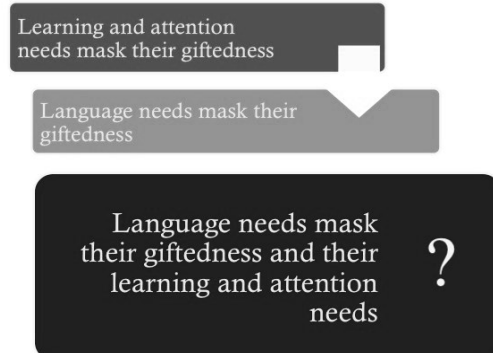 Learning and attention
needs mask their giftedness
Language needs mask their
giftedness
Language needs mask
their giftedness and their
learning and attention
needs
?